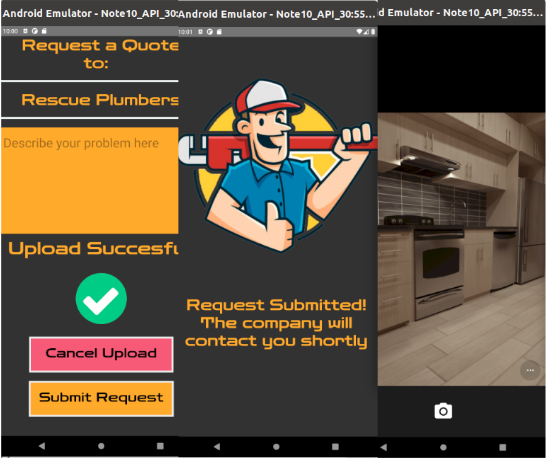 Android Emulator - Note10_API_30:55
10:00
Request a Quote
to:
Rescue Plumbers
Describe your problem here
Upload Succesfu
Cancel Upload
Submit Request
Android Emulator - Note10_API_30:55...
10:01
Request Submitted!
The company will
contact you shortly
d Emulator - Note10_API_30:55...